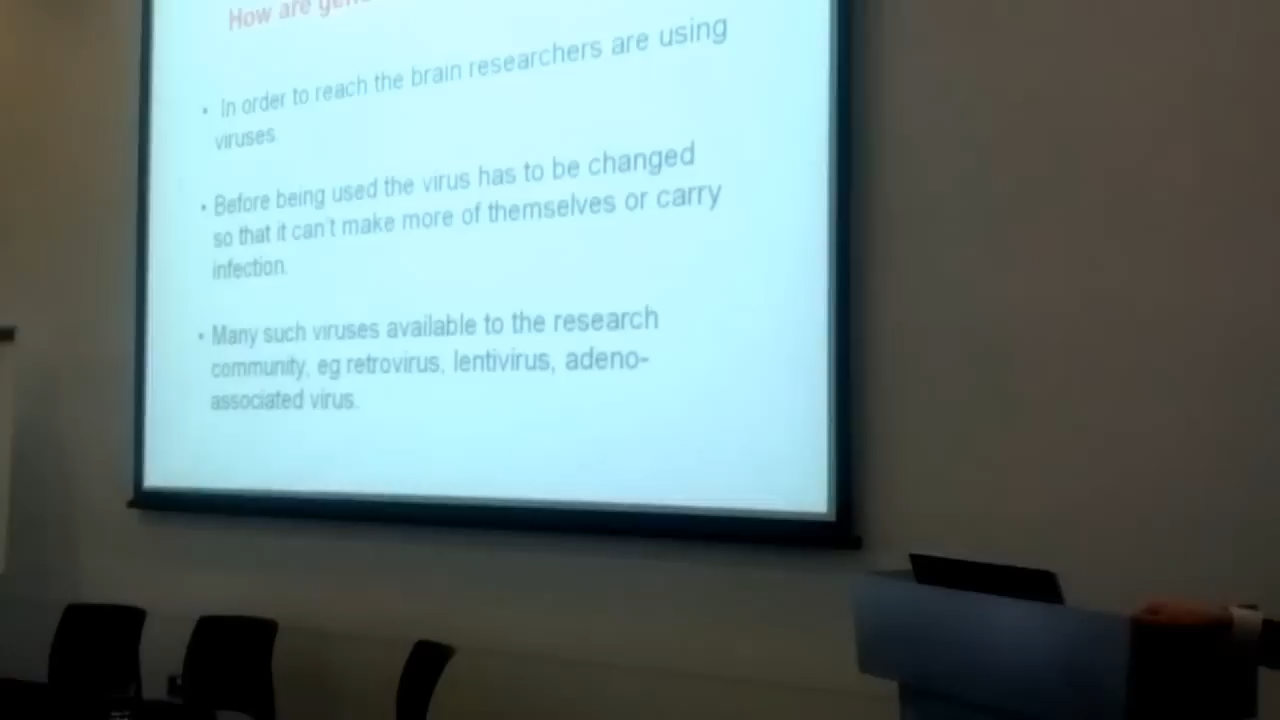 How are
• In order to reach the brain researchers are using
viruses.
• Before being used the virus has to be changed
so that it can't make more of themselves or carry
infection.
• Many such viruses available to the research
community, eg retrovirus, lentivirus, adeno-
associated virus.